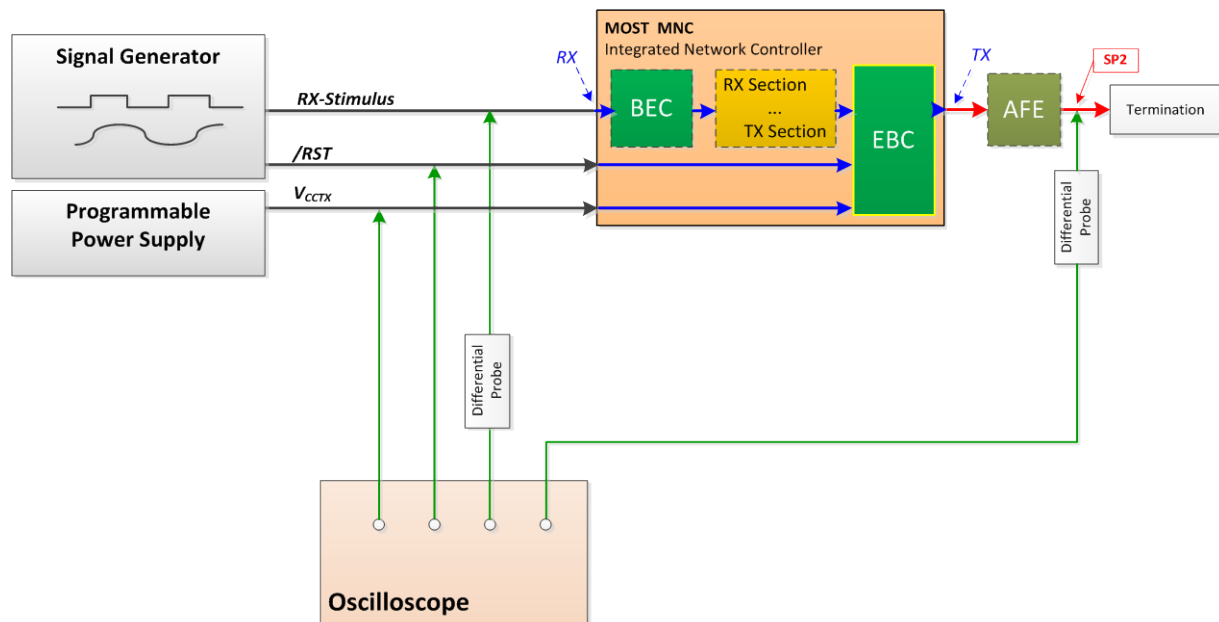 Signal Generator
RX-Stimulus
/RST
Programmable
Power Supply
VCCTX
MOST MNC
Integrated Network Controller
RX
BEC
RX Section
...
TX Section
EBC
TX
AFE
SP2
Termination
Differential
Probe
Differential
Probe
Oscilloscope